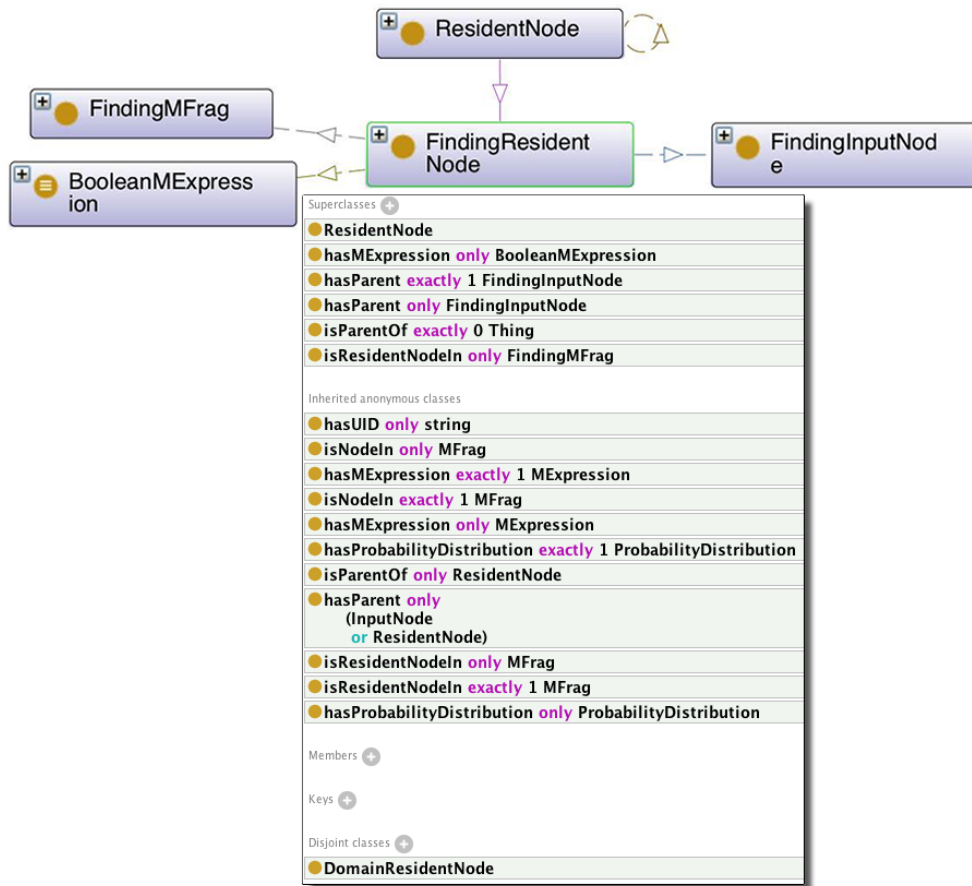 ResidentNode
FindingMFrag
FindingResident
Node
FindingInputNod
e
BooleanMExpress
ion
Superclasses
ResidentNode
hasMExpression only BooleanMExpression
hasParent exactly 1 FindingInputNode
hasParent only FindingInputNode
isParentOf exactly 0 Thing
isResidentNodeIn only FindingMFrag
Inherited anonymous classes
hasUID only string
isNodeIn only MFrag
hasMExpression exactly 1 MExpression
isNodeIn exactly 1 MFrag
hasMExpression only MExpression
hasProbabilityDistribution exactly 1 ProbabilityDistribution
isParentOf only ResidentNode
hasParent only
(InputNode
or ResidentNode)
isResidentNodeIn only MFrag
isResidentNodeIn exactly 1 MFrag
hasProbabilityDistribution only ProbabilityDistribution
Members
Keys
Disjoint classes
DomainResidentNode